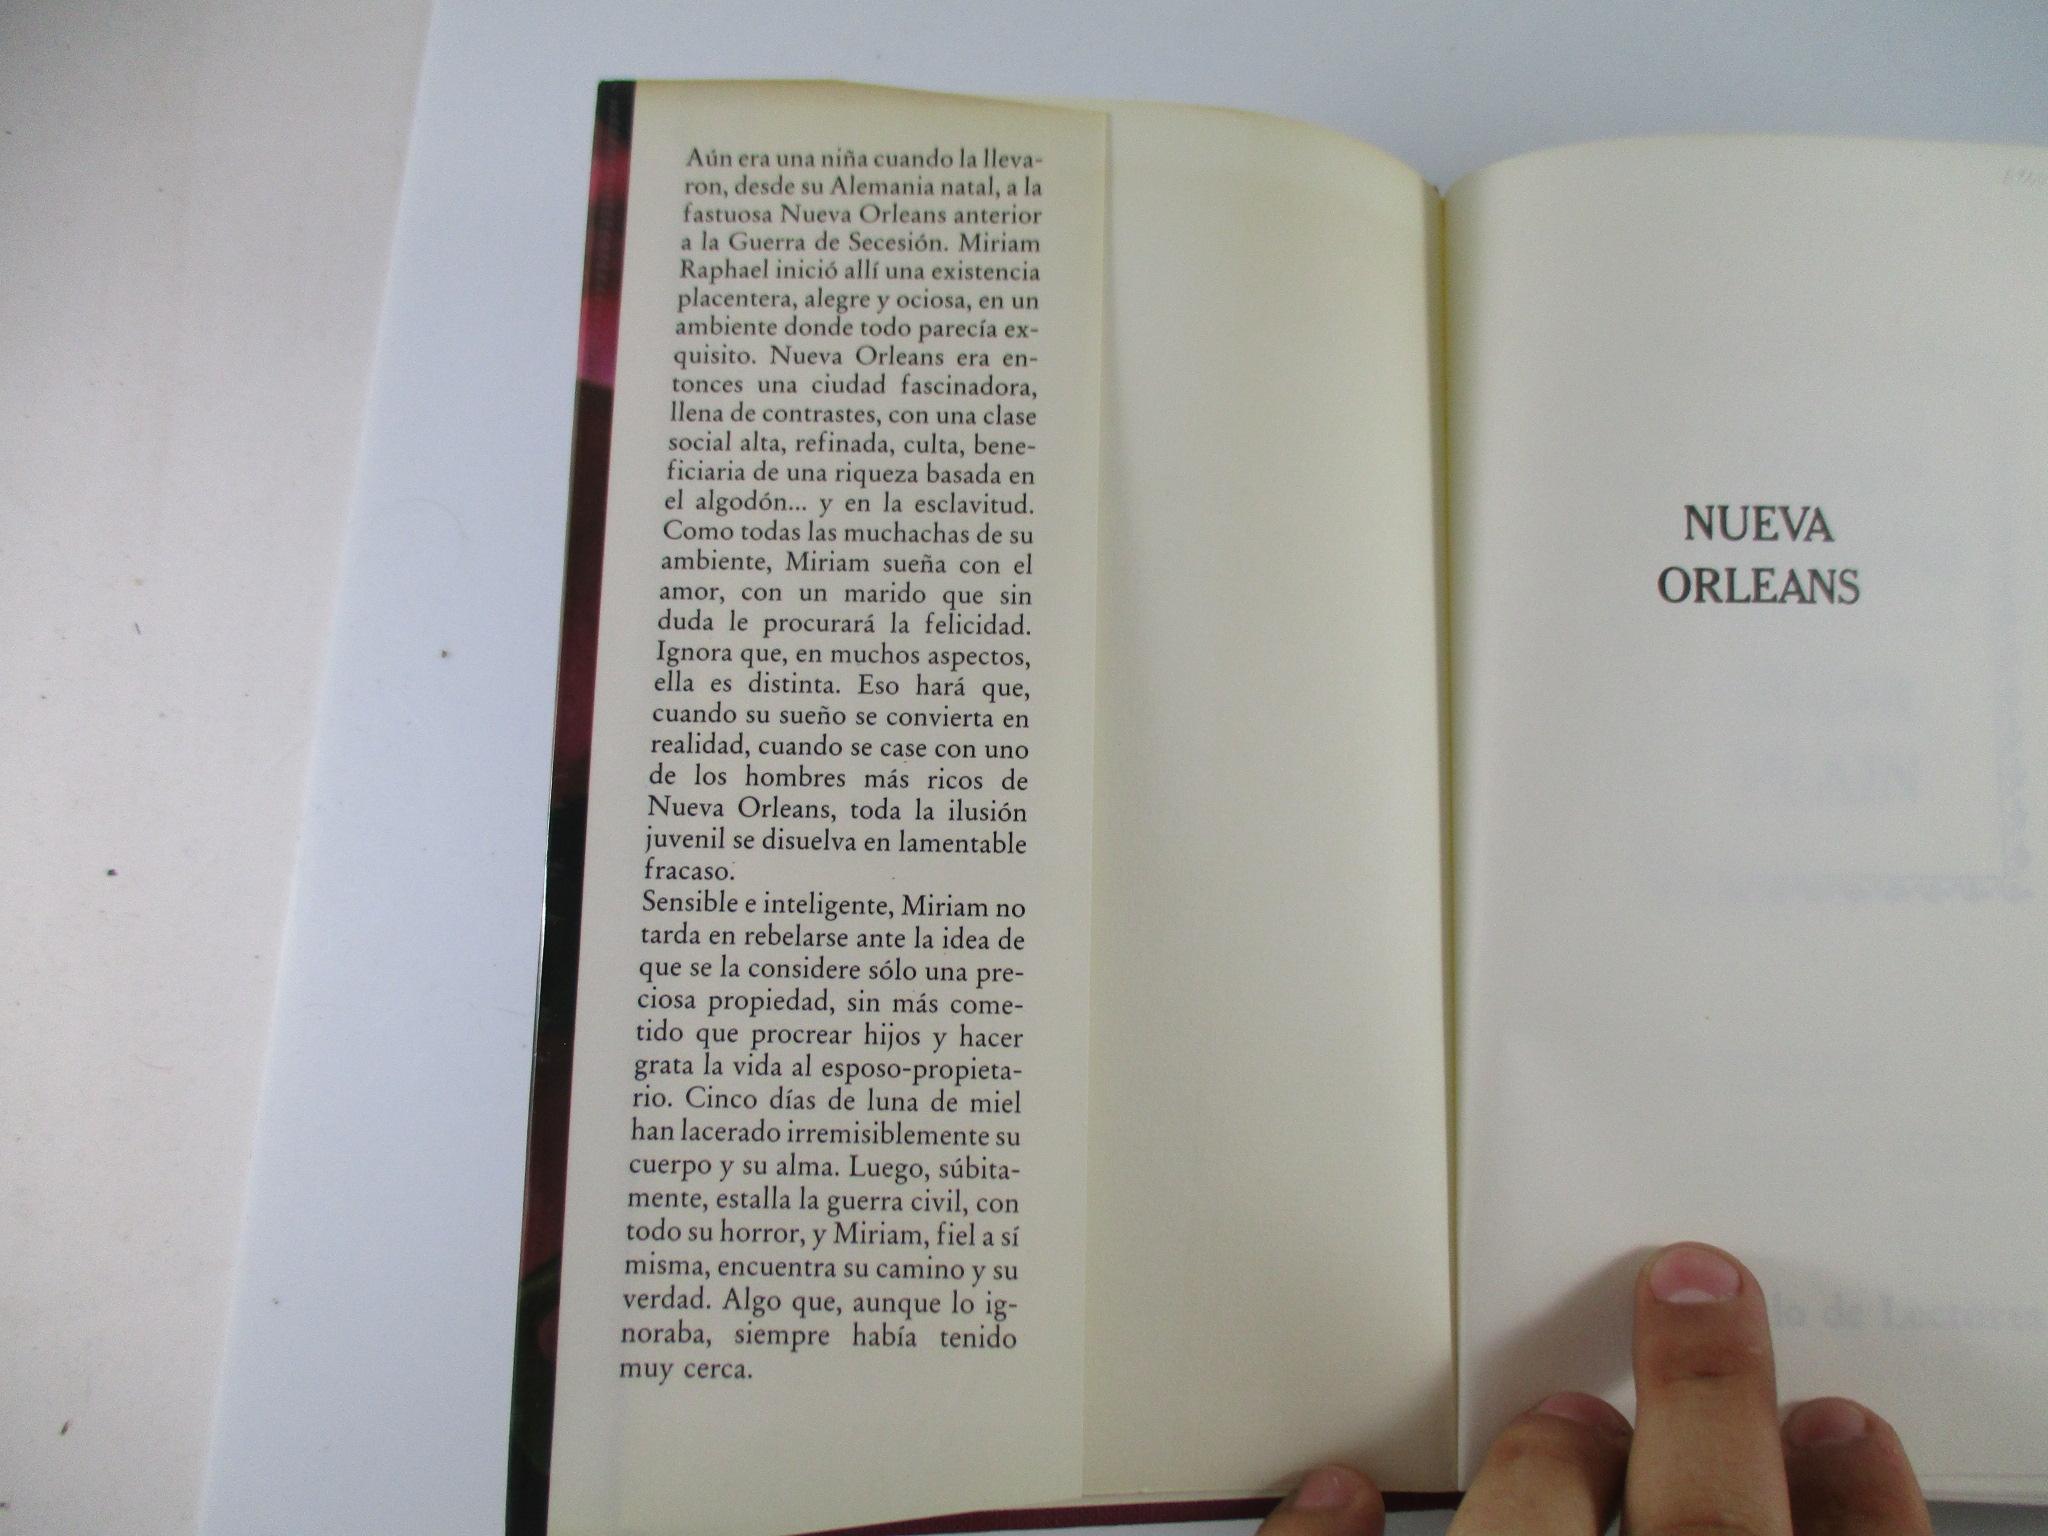 Aún era una niña cuando la lleva-
ron, desde su Alemania natal, a la
fastuosa Nueva Orleans anterior
a la Guerra de Secesión. Miriam
Raphael inició allí una existencia
placentera, alegre y ociosa, en un
ambiente donde todo parecía ex-
quisito. Nueva Orleans era en-
tonces una ciudad fascinadora,
llena de contrastes, con una clase
social alta, refinada, culta, bene-
ficiaria de una riqueza basada en
el algodón... y en la esclavitud.
Como todas las muchachas de su
ambiente, Miriam sueña con el
amor, con un marido que sin
duda le procurará la felicidad.
Ignora que, en muchos aspectos,
ella es distinta. Eso hará que,
cuando su sueño se convierta en
realidad, cuando se case con uno
de los hombres más ricos de
Nueva Orleans, toda la ilusión
juvenil se disuelva en lamentable
fracaso.
Sensible e inteligente, Miriam no
tarda en rebelarse ante la idea de
que se la considere sólo una pre-
ciosa propiedad, sin más come-
tido que procrear hijos y hacer
grata la vida al esposo-propieta-
rio. Cinco días de luna de miel
han lacerado irremisiblemente su
cuerpo y su alma. Luego, súbita-
mente, estalla la guerra civil, con
todo su horror, y Miriam, fiel a sí
misma, encuentra su camino y su
verdad. Algo que, aunque lo ig-
noraba, siempre había tenido
muy cerca.
NUEVA
ORLEANS
de Lectores